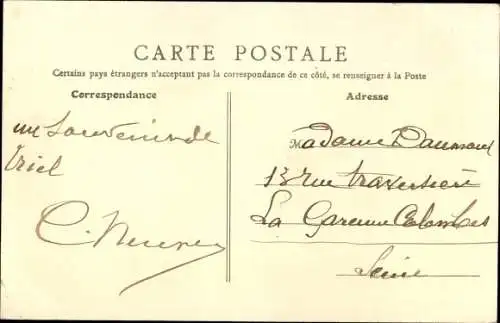 CARTE POSTALE
Certains pays étrangers n'acceptant pas la correspondance de ce côté, se renseigner à la Poste
Correspondance
Adresse
un souvenir de
Triel
Madame
13 rue traversière
La Garenne Colombes
Seine